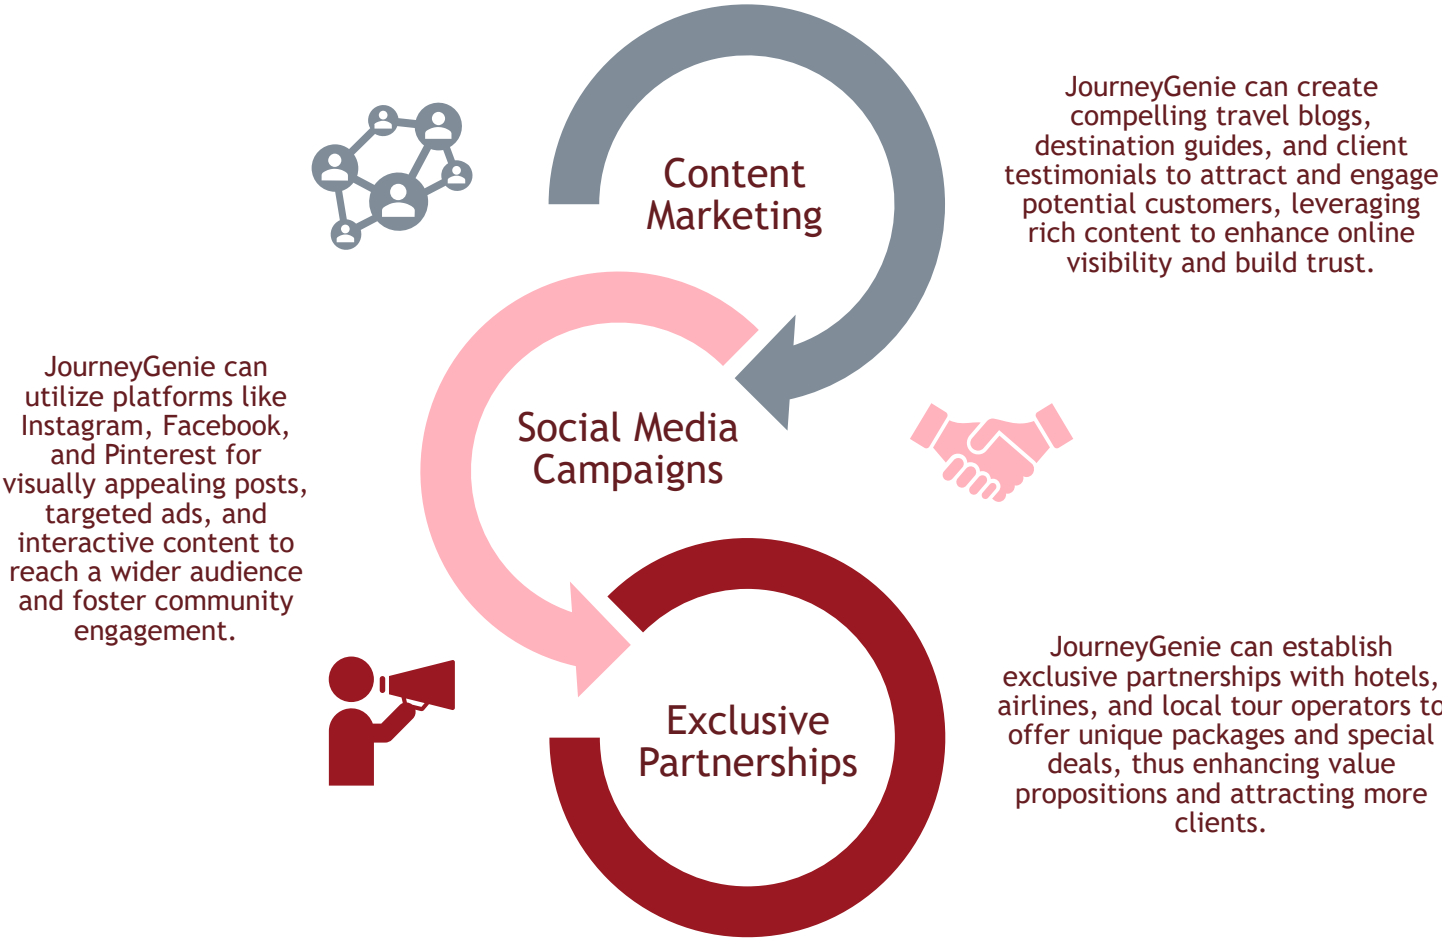 Content
Marketing
JourneyGenie can create
compelling travel blogs,
destination guides, and client
testimonials to attract and engage
potential customers, leveraging
rich content to enhance online
visibility and build trust.
Social Media
Campaigns
JourneyGenie can
utilize platforms like
Instagram, Facebook,
and Pinterest for
visually appealing posts,
targeted ads, and
interactive content to
reach a wider audience
and foster community
engagement.
Exclusive
Partnerships
JourneyGenie can establish
exclusive partnerships with hotels,
airlines, and local tour operators to
offer unique packages and special
deals, thus enhancing value
propositions and attracting more
clients.